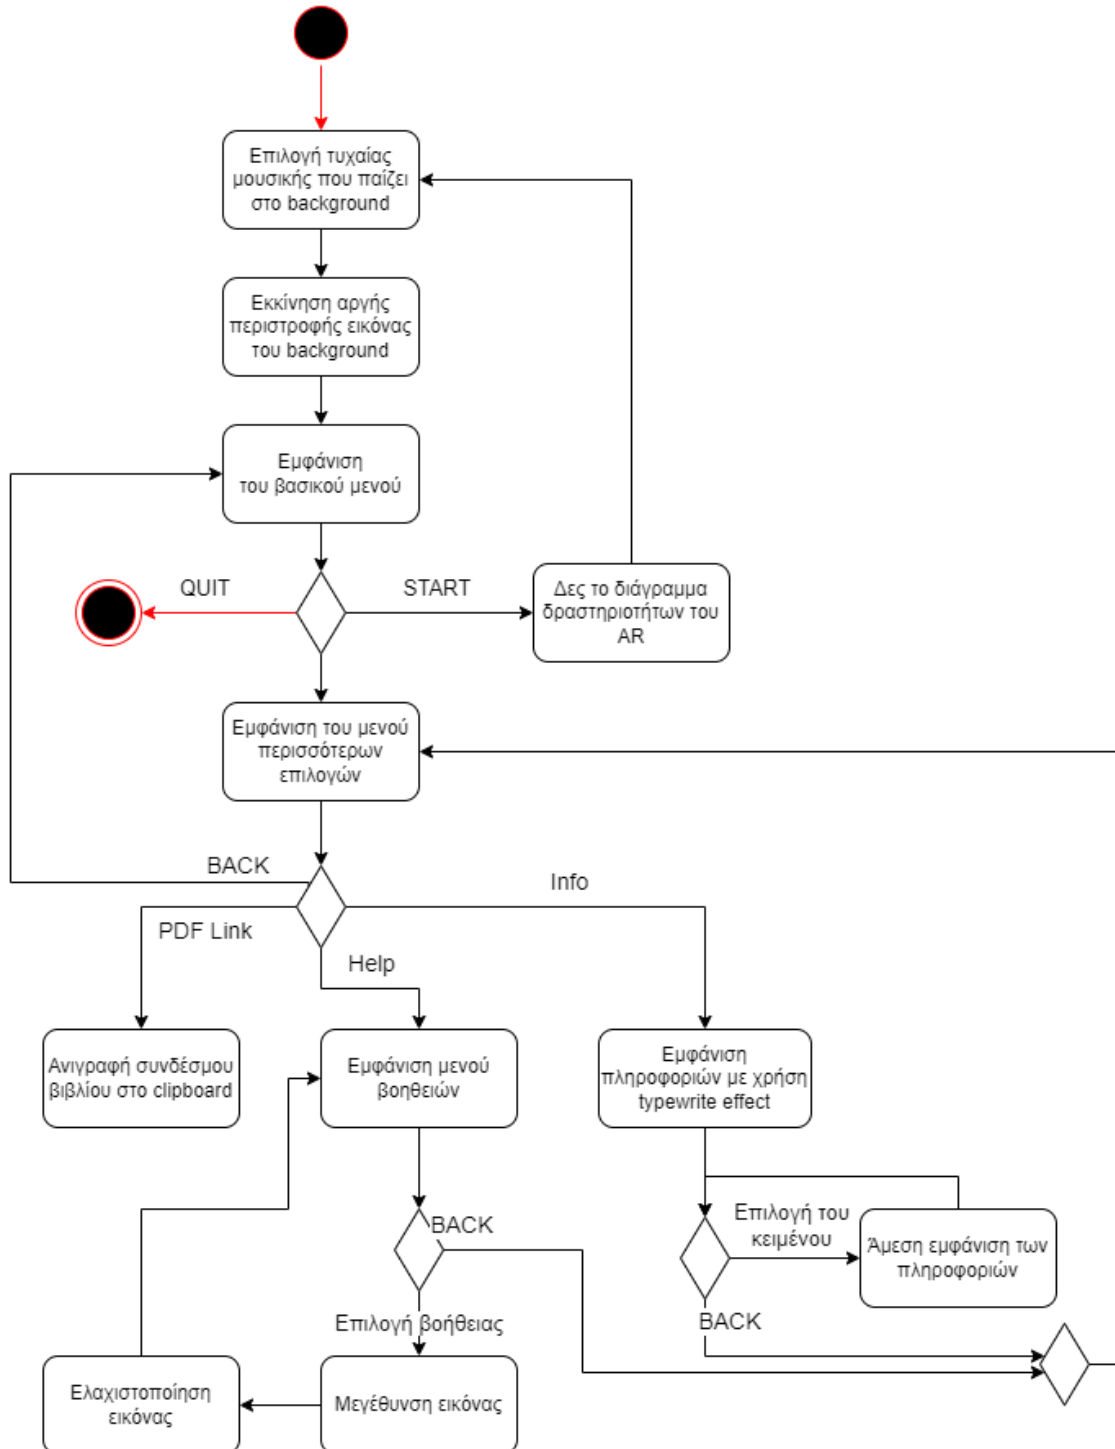 Επιλογή τυχαίας
μουσικής που παίζει
στο background
Εκκίνηση αργής
περιστροφής εικόνας
του background
Εμφάνιση
του βασικού μενού
QUIT
START
Δες το διάγραμμα
δραστηριοτήτων του
AR
Εμφάνιση του μενού
περισσότερων
επιλογών
BACK
Info
PDF Link
Help
Ανιγραφή συνδέσμου
βιβλίου στο clipboard
Εμφάνιση μενού
βοηθειών
Εμφάνιση
πληροφοριών με χρήση
typewrite effect
BACK
Επιλογή του
κειμένου
Άμεση εμφάνιση των
πληροφοριών
Επιλογή βοήθειας
BACK
Ελαχιστοποίηση
εικόνας
Μεγέθυνση εικόνας